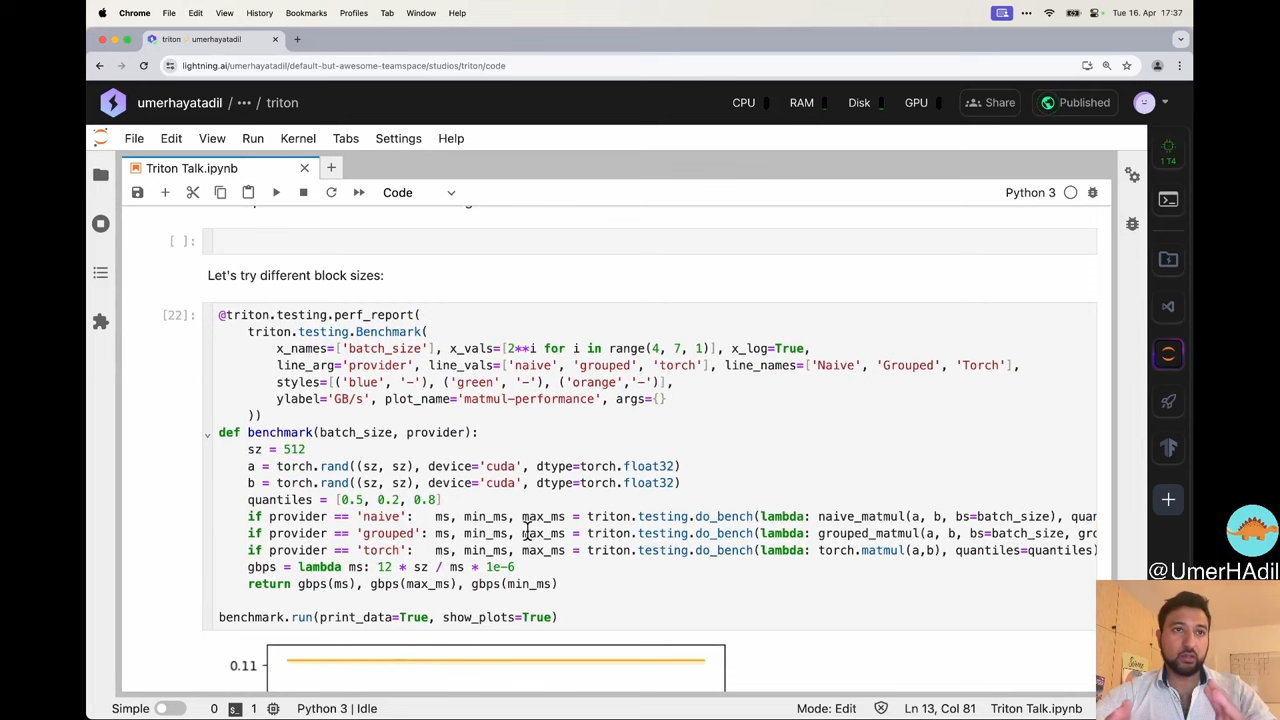 Chrome File Edit View History Bookmarks Profiles Tab Window Help Tue 16. Apr 17:37
triton umerhayatadil
lightning.ai/umerhayatadil/default-but-awesome-teamspace/studios/triton/code
umerhayatadil / ••• / triton CPU RAM Disk GPU Share Published
File Edit View Run Kernel Tabs Settings Help
1 T4
Triton Talk.ipynb
Code Python 3
[ ]:
Let's try different block sizes:
[22]:
@triton.testing.perf_report(
triton.testing.Benchmark(
x_names=['batch_size'], x_vals=[2**i for i in range(4, 7, 1)], x_log=True,
line_arg='provider', line_vals=['naive', 'grouped', 'torch'], line_names=['Naive', 'Grouped', 'Torch'],
styles=[('blue', '-'), ('green', '-'), ('orange','-')],
ylabel='GB/s', plot_name='matmul-performance', args={}
))
def benchmark(batch_size, provider):
sz = 512
a = torch.rand((sz, sz), device='cuda', dtype=torch.float32)
b = torch.rand((sz, sz), device='cuda', dtype=torch.float32)
quantiles = [0.5, 0.2, 0.8]
if provider == 'naive': ms, min_ms, max_ms = triton.testing.do_bench(lambda: naive_matmul(a, b, bs=batch_size), quan
if provider == 'grouped': ms, min_ms, max_ms = triton.testing.do_bench(lambda: grouped_matmul(a, b, bs=batch_size, gro
if provider == 'torch': ms, min_ms, max_ms = triton.testing.do_bench(lambda: torch.matmul(a,b), quantiles=quantiles)
gbps = lambda ms: 12 * sz / ms * 1e-6
return gbps(ms), gbps(max_ms), gbps(min_ms)
benchmark.run(print_data=True, show_plots=True)
0.11
@UmerHAdil
Simple 0 1 Python 3 | Idle Mode: Edit Ln 13, Col 81 Triton Talk.ipynb